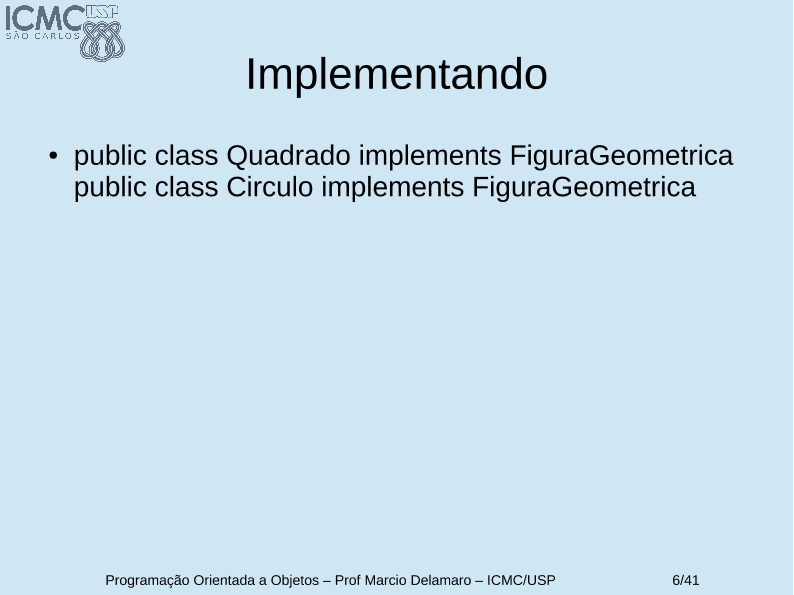 ICMC USP
SÃO CARLOS
Implementando
• public class Quadrado implements FiguraGeometrica
public class Circulo implements FiguraGeometrica
Programação Orientada a Objetos – Prof Marcio Delamaro – ICMC/USP 6/41